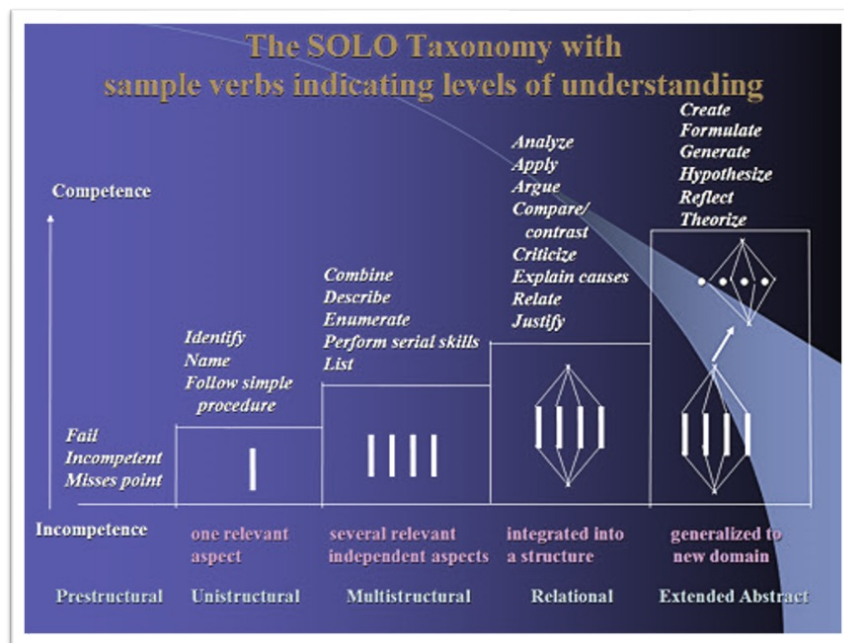 The SOLO Taxonomy with
sample verbs indicating levels of understanding
Competence
Incompetence
Fail
Incompetent
Misses point
Identify
Name
Follow simple
procedure
Combine
Describe
Enumerate
Perform serial skills
List
Analyze
Apply
Argue
Compare/
contrast
Criticize
Explain causes
Relate
Justify
Create
Formulate
Generate
Hypothesize
Reflect
Theorize
one relevant
aspect
several relevant
independent aspects
integrated into
a structure
generalized to
new domain
Prestructural
Unistructural
Multistructural
Relational
Extended Abstract